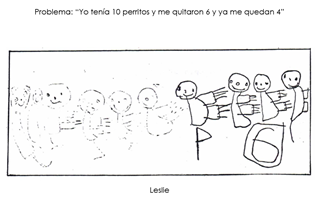 Problema: “Yo tenía 10 perritos y me quitaron 6 y ya me quedan 4”
P 6
Leslie